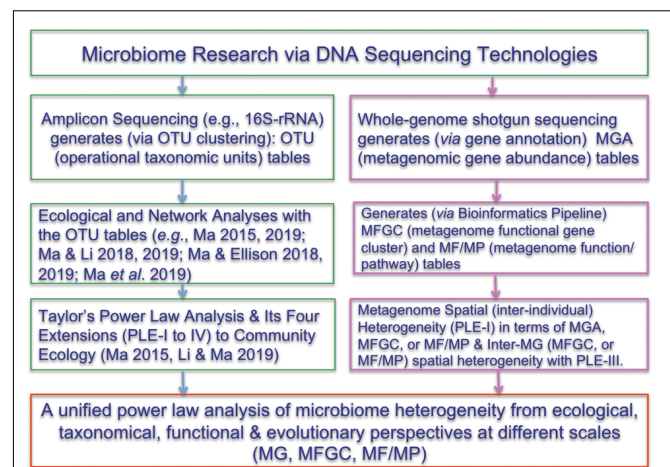 Microbiome Research via DNA Sequencing Technologies
Amplicon Sequencing (e.g., 16S-rRNA)
generates (via OTU clustering): OTU
(operational taxonomic units) tables
Whole-genome shotgun sequencing
generates (via gene annotation) MGA
(metagenomic gene abundance) tables
Ecological and Network Analyses with
the OTU tables (e.g., Ma 2015, 2019;
Ma & Li 2018, 2019; Ma & Ellison 2018,
2019; Ma et al. 2019)
Generates (via Bioinformatics Pipeline)
MFGC (metagenome functional gene
cluster) and MF/MP (metagenome function/
pathway) tables
Taylor's Power Law Analysis & Its Four
Extensions (PLE-I to IV) to Community
Ecology (Ma 2015, Li & Ma 2019)
Metagenome Spatial (inter-individual)
Heterogeneity (PLE-I) in terms of MGA,
MFGC, or MF/MP & Inter-MG (MFGC, or
MF/MP) spatial heterogeneity with PLE-III.
A unified power law analysis of microbiome heterogeneity from ecological,
taxonomical, functional & evolutionary perspectives at different scales
(MG, MFGC, MF/MP)